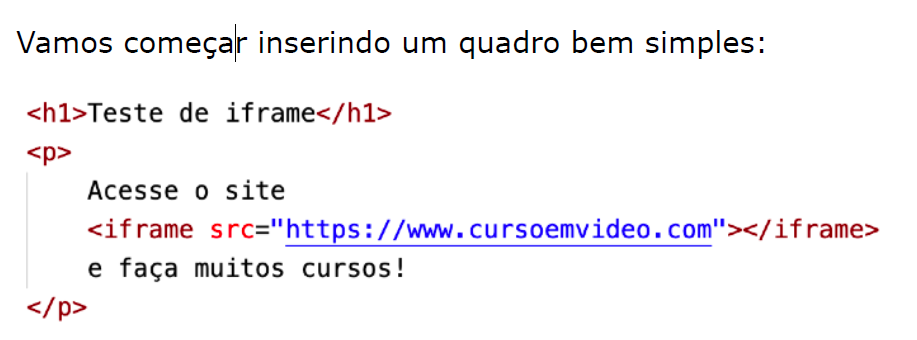 Vamos começar inserindo um quadro bem simples:
<h1>Teste de iframe</h1>
<p>
Acesse o site
<iframe src="https://www.cursoemvideo.com"></iframe>
e faça muitos cursos!
</p>